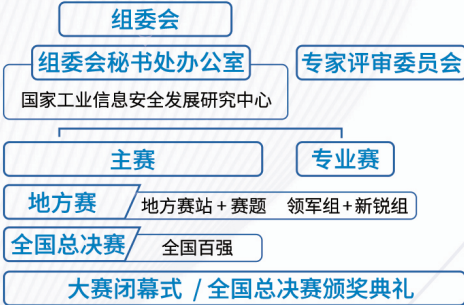 组委会
组委会秘书处办公室 专家评审委员会
国家工业信息安全发展研究中心
主赛 专业赛
地方赛 地方赛站+赛题 领军组+新锐组
全国总决赛 全国百强
大赛闭幕式 / 全国总决赛颁奖典礼